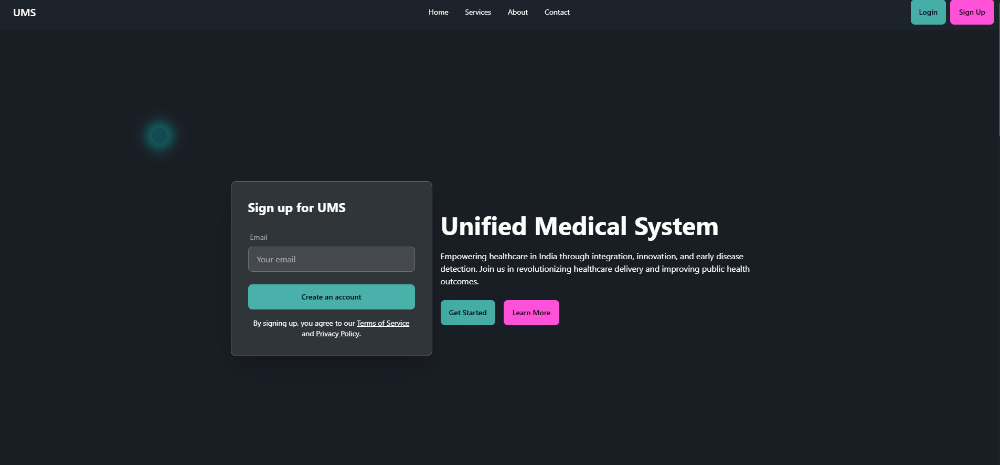 UMS
Home
Services
About
Contact
Login
Sign Up
Sign up for UMS
Email
Your email
Create an account
By signing up, you agree to our Terms of Service
and Privacy Policy.
Unified Medical System
Empowering healthcare in India through integration, innovation, and early disease
detection. Join us in revolutionizing healthcare delivery and improving public health
outcomes.
Get Started
Learn More